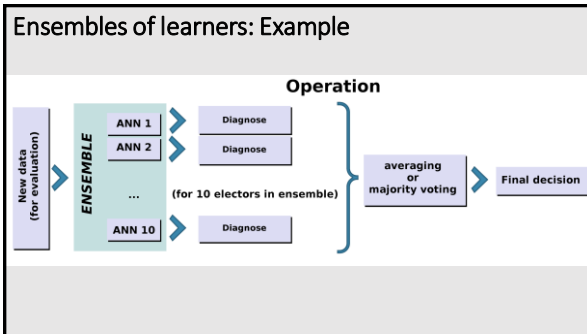 Ensembles of learners: Example
Operation
New data
(for evaluation)
ENSEMBLE
ANN 1
Diagnose
ANN 2
Diagnose
...
(for 10 electors in ensemble)
ANN 10
Diagnose
averaging
or
majority voting
Final decision